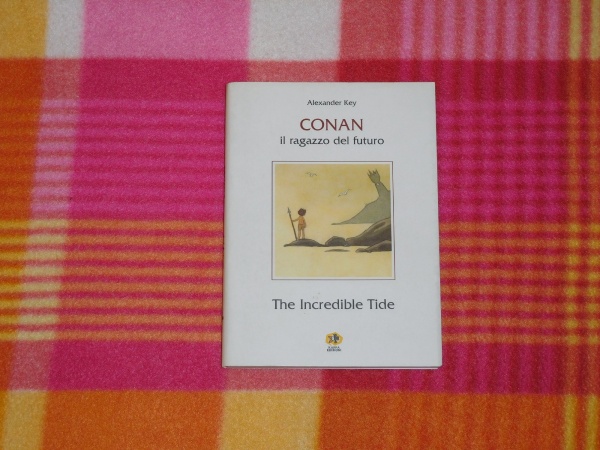 Alexander Key
CONAN
il ragazzo del futuro
The Incredible Tide